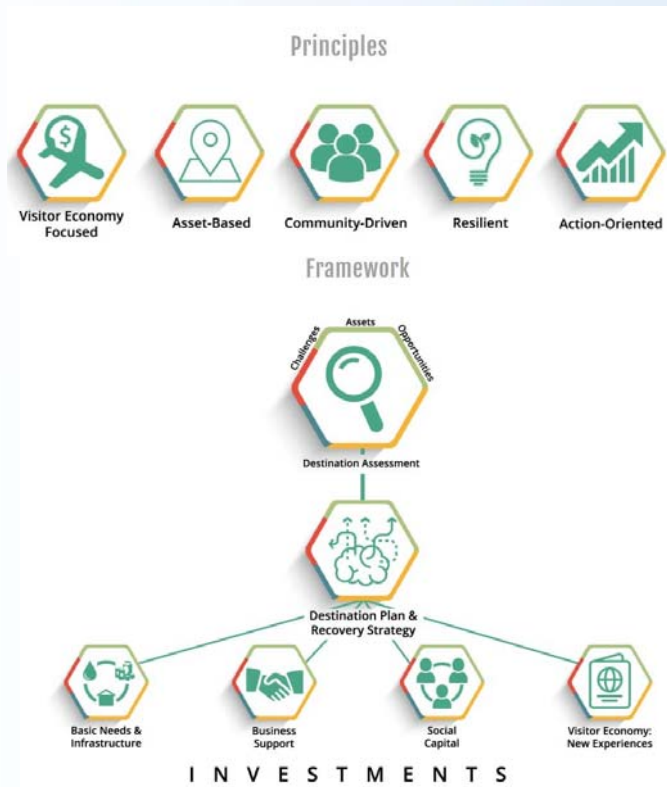 Principles
$
Visitor Economy
Focused
Asset-Based
Community-Driven
Resilient
Action-Oriented
Framework
Challenges
Assets
Opportunities
Destination Assessment
Destination Plan &
Recovery Strategy
Basic Needs &
Infrastructure
Business
Support
Social
Capital
Visitor Economy:
New Experiences
INVESTMENTS